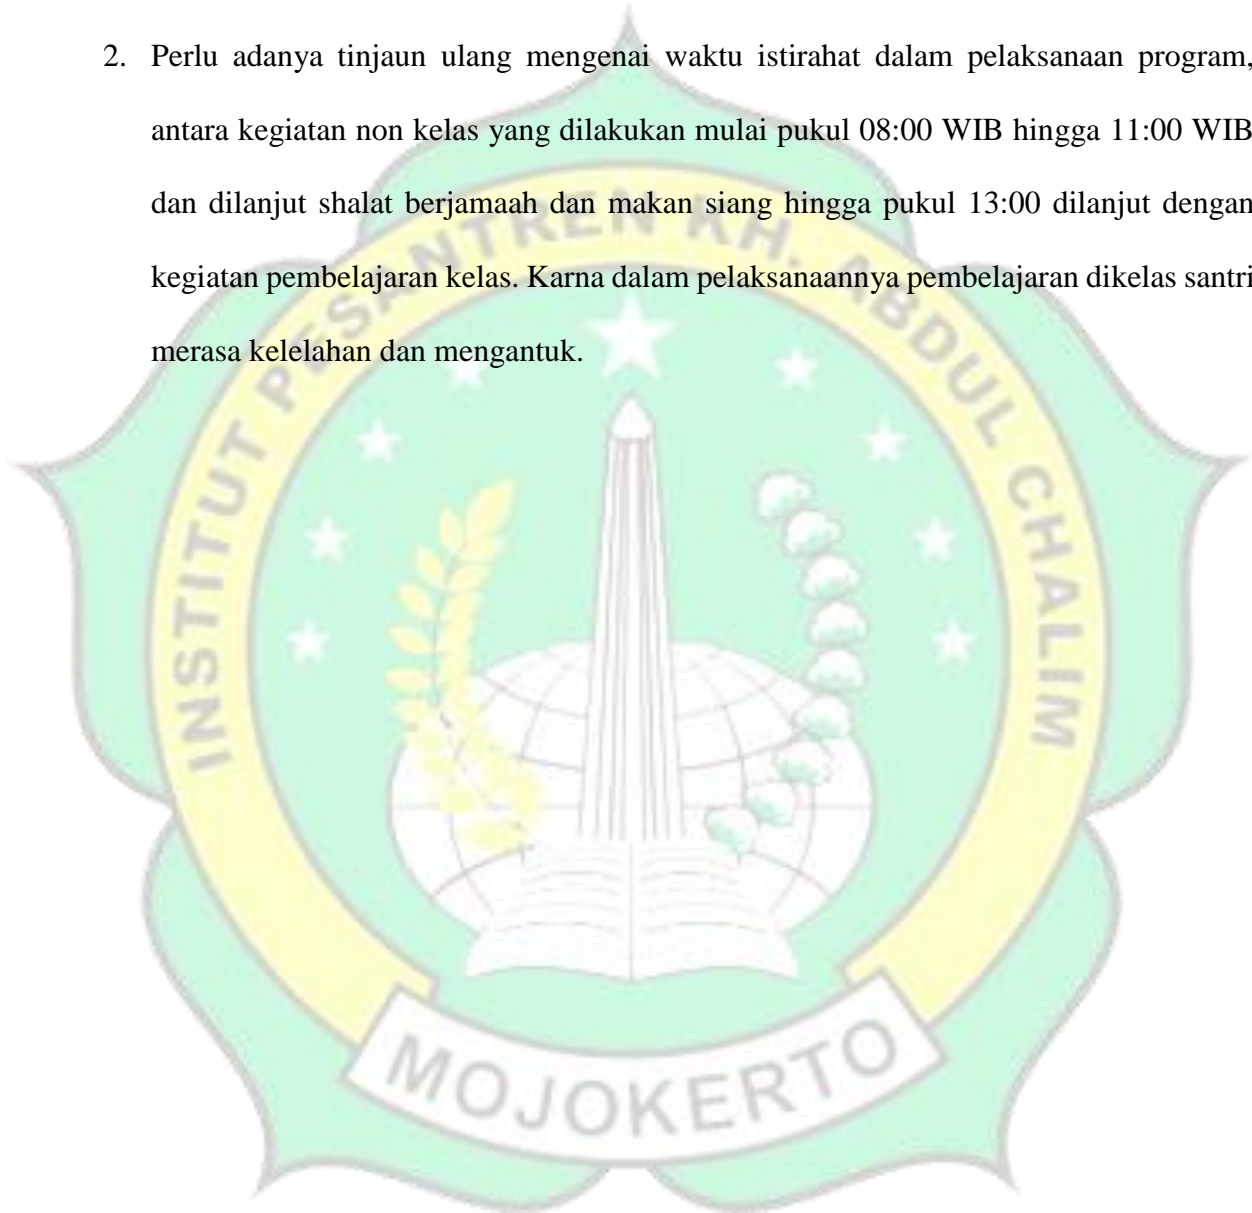 2. Perlu adanya tinjaun ulang mengenai waktu istirahat dalam pelaksanaan program,
antara kegiatan non kelas yang dilakukan mulai pukul 08:00 WIB hingga 11:00 WIB
dan dilanjut shalat berjamaah dan makan siang hingga pukul 13:00 dilanjut dengan
kegiatan pembelajaran kelas. Karna dalam pelaksanaannya pembelajaran dikelas santri
merasa kelelahan dan mengantuk.
INSTITUT PESANTREN KH. ABDUL CHALIM
MOJOKERTO